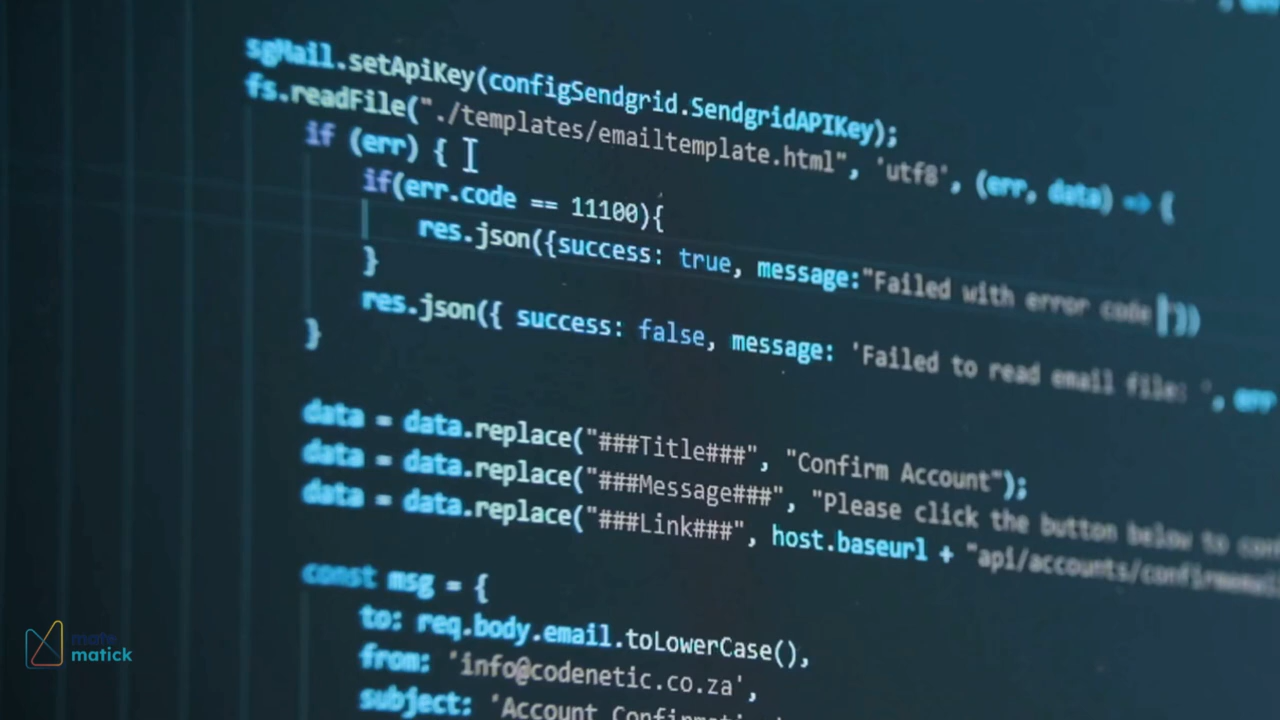 sgMail.setApiKey(configSendgrid.SendgridAPIKey);
fs.readFile("./templates/emailtemplate.html", 'utf8', (err, data) => {
if (err) {
if(err.code == 11100){
res.json({success: true, message:"Failed with error code "})
}
res.json({ success: false, message: 'Failed to read email file: ', err
}
data = data.replace("###Title###", "Confirm Account");
data = data.replace("###Message###", "Please click the button below to
data = data.replace("###Link###", host.baseurl + "api/accounts/
const msg = {
to: req.body.email.toLowerCase(),
from: 'info@codenetic.co.za',
subject: 'Account
mate
matick